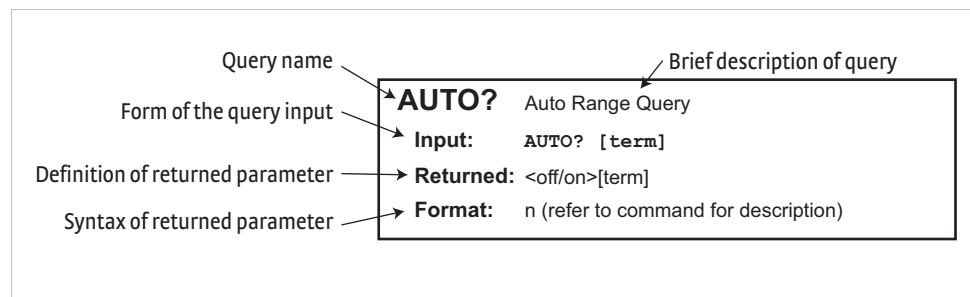 Query name
Brief description of query
AUTO? Auto Range Query
Form of the query input
Input: AUTO? [term]
Definition of returned parameter
Returned: <off/on>[term]
Syntax of returned parameter
Format: n (refer to command for description)